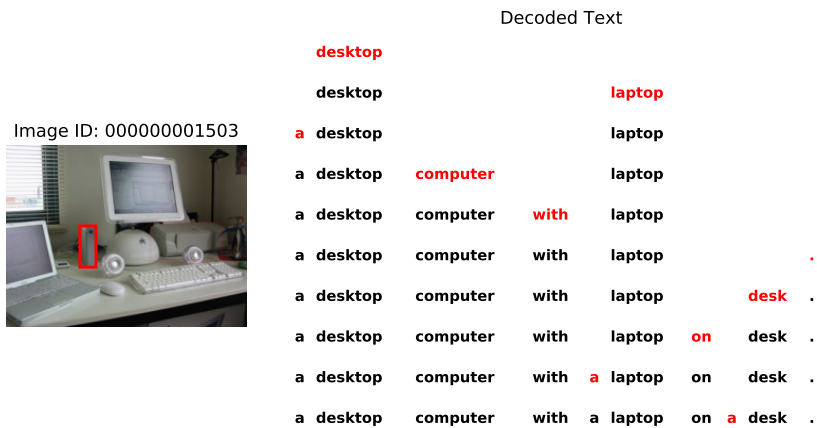 Decoded Text
desktop
desktop laptop
Image ID: 000000001503
a desktop laptop
a desktop computer laptop
a desktop computer with laptop
a desktop computer with laptop .
a desktop computer with laptop desk .
a desktop computer with laptop on desk .
a desktop computer with a laptop on desk .
a desktop computer with a laptop on a desk .